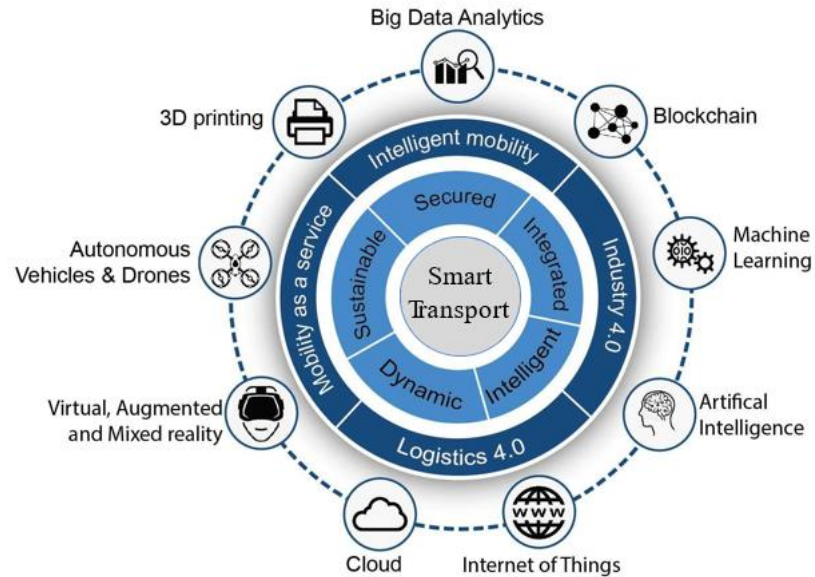 Big Data Analytics
3D printing
Blockchain
Intelligent mobility
Secured
Autonomous
Vehicles & Drones
Mobility as a service
Sustainable
Smart
Transport
Integrated
Industry 4.0
Machine
Learning
010
Dynamic
Intelligent
Virtual, Augmented
and Mixed reality
Logistics 4.0
Artifical
Intelligence
WWW
Cloud
Internet of Things